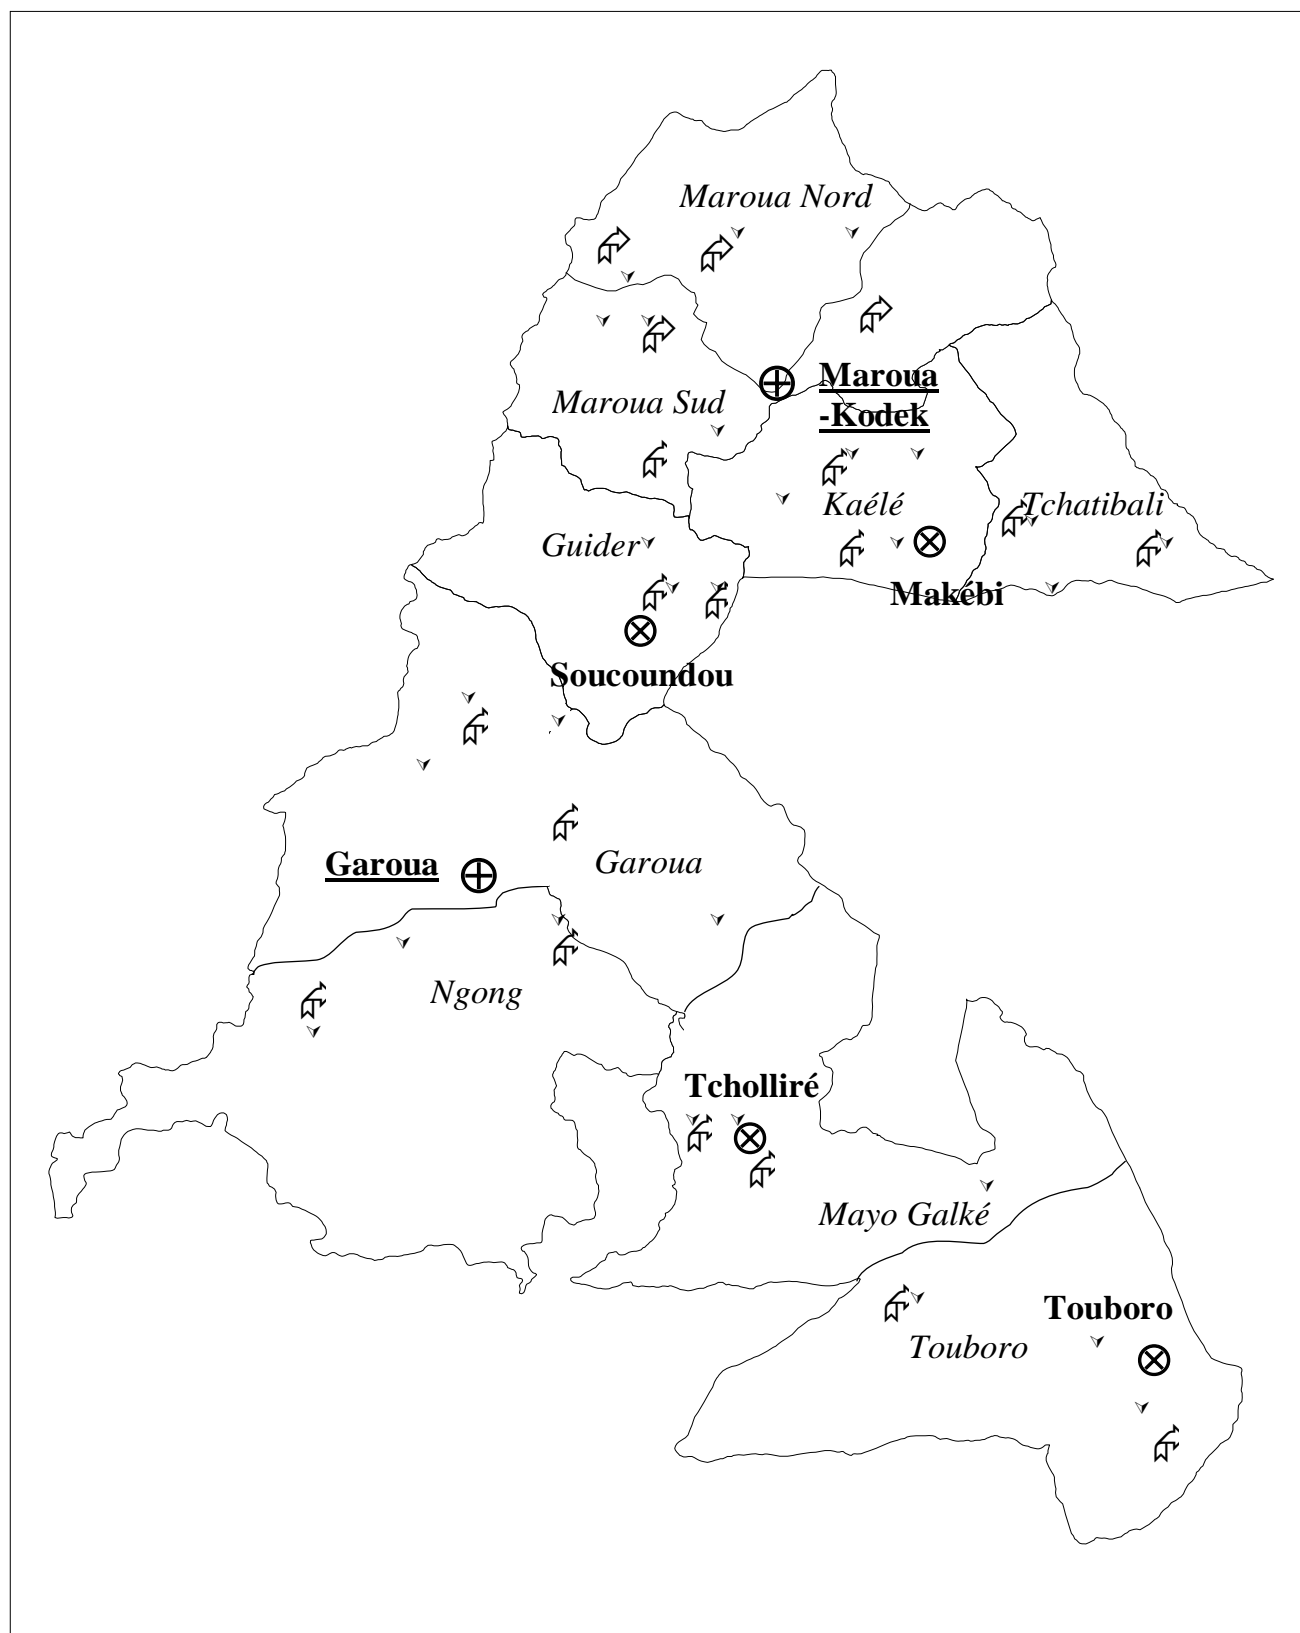 Maroua Nord
Maroua
-Kodek
Maroua Sud
Kaélé
Tchatibali
Guider
Makébi
Soucoundou
Garoua
Garoua
Ngong
Tcholliré
Mayo Galké
Touboro
Touboro